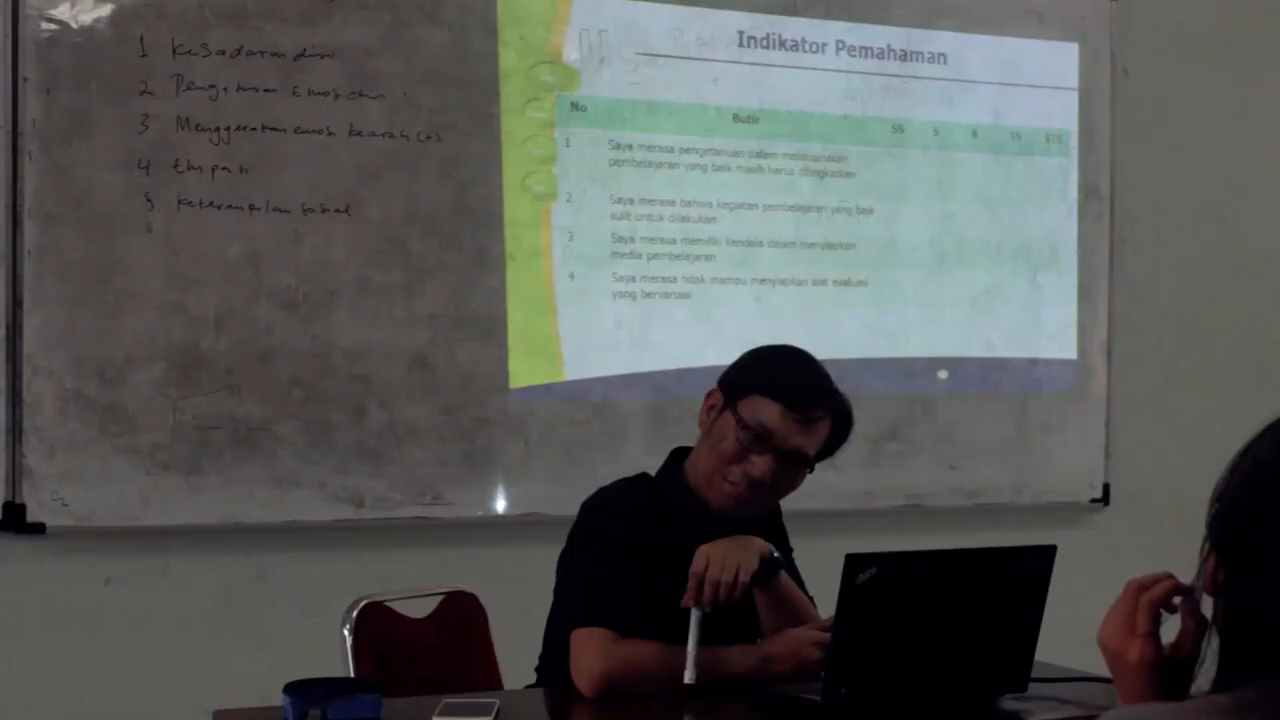 1 Kesadaran diri
2 Pengaturan Emosi diri
3 Menggerakan emosi kearah (+)
4 Empati
5 Keterampilan sosial
Indikator Pemahaman
No Butir SS S R TS STS
1 Saya merasa pengetahuan dalam melaksanakan
pembelajaran yang baik masih harus ditingkatkan
2 Saya merasa bahwa kegiatan pembelajaran yang baik
sulit untuk dilakukan
3 Saya merasa memiliki kendala dalam menyiapkan
media pembelajaran
4 Saya merasa tidak mampu menyiapkan alat evaluasi
yang bervariasi